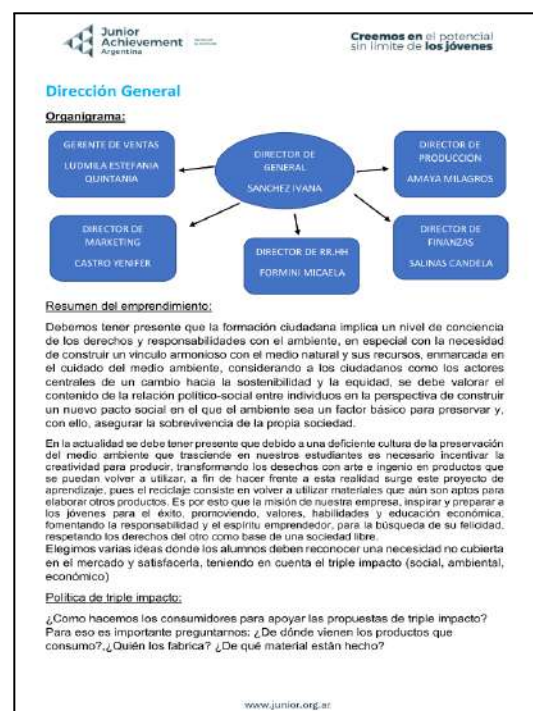 Junior
Achievement
Argentina
Creemos en el potencial
sin límite de los jóvenes
Dirección General
Organigrama:
GERENTE DE VENTAS
LUDMILA ESTEFANIA
QUINTANIA
DIRECTOR DE
GENERAL
SANCHEZ IVANA
DIRECTOR DE
PRODUCCION
AMAYA MILAGROS
DIRECTOR DE
MARKETING
CASTRO YENIFER
DIRECTOR DE RR.HH
FORMINI MICAELA
DIRECTOR DE
FINANZAS
SALINAS CANDELA
Resumen del emprendimiento:
Debemos tener presente que la formación ciudadana implica un nivel de conciencia
de los derechos y responsabilidades con el ambiente, en especial con la necesidad
de construir un vínculo armonioso con el medio natural y sus recursos, enmarcada en
el cuidado del medio ambiente, considerando a los ciudadanos como los actores
centrales de un cambio hacia la sostenibilidad y la equidad, se debe valorar el
contenido de la relación político-social entre individuos en la perspectiva de construir
un nuevo pacto social en el que el ambiente sea un factor básico para preservar y,
con ello, asegurar la sobrevivencia de la propia sociedad.
En la actualidad se debe tener presente que debido a una deficiente cultura de la preservación
del medio ambiente que trasciende en nuestros estudiantes es necesario incentivar la
creatividad para producir, transformando los desechos con arte e ingenio en productos que
se puedan volver a utilizar, a fin de hacer frente a esta realidad surge este proyecto de
aprendizaje, pues el reciclaje consiste en volver a utilizar materiales que aún son aptos para
elaborar otros productos. Es por esto que la misión de nuestra empresa, inspirar y preparar a
los jóvenes para el éxito, promoviendo, valores, habilidades y educación económica,
fomentando la responsabilidad y el espíritu emprendedor, para la búsqueda de su felicidad,
respetando los derechos del otro como base de una sociedad libre.
Elegimos varias ideas donde los alumnos deben reconocer una necesidad no cubierta
en el mercado y satisfacerla, teniendo en cuenta el triple impacto (social, ambiental,
económico)
Política de triple impacto:
¿Como hacemos los consumidores para apoyar las propuestas de triple impacto?
Para eso es importante preguntarnos: ¿De dónde vienen los productos que
consumo?,¿Quién los fabrica? ¿De qué material están hecho?
www.junior.org.ar